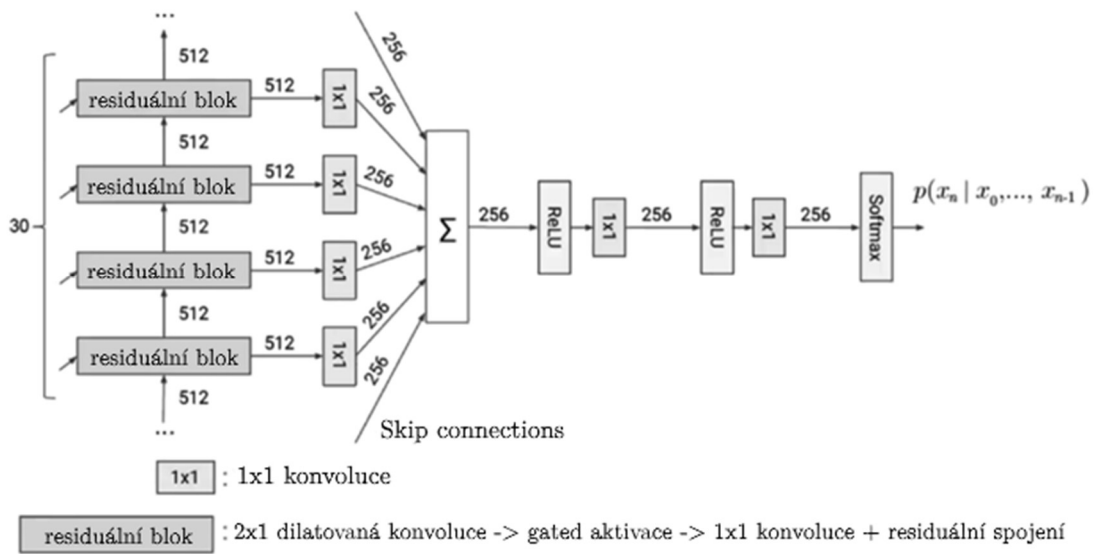 ...
512
256
residuální blok
512
1x1
256
512
residuální blok
512
1x1
256
512
30
Σ
256
ReLU
1x1
256
ReLU
1x1
256
Softmax
p(xₙ | x₀,..., xₙ₋₁)
residuální blok
512
1x1
256
512
residuální blok
512
1x1
256
256
512
...
Skip connections
1x1 : 1x1 konvoluce
residuální blok : 2x1 dilatovaná konvoluce -> gated aktivace -> 1x1 konvoluce + residuální spojení